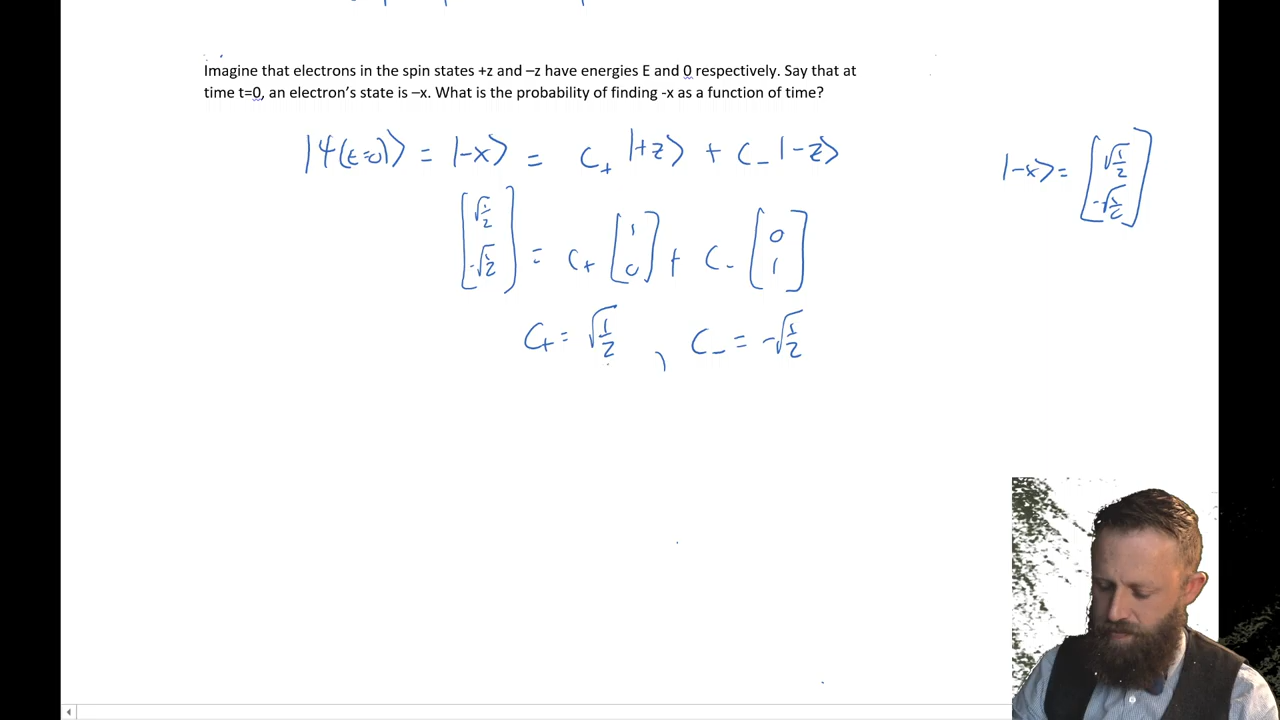 Imagine that electrons in the spin states +z and –z have energies E and 0 respectively. Say that at
time t=0, an electron's state is –x. What is the probability of finding -x as a function of time?
|Ψ(t=0)⟩ = |-x⟩ = C₊ |+z⟩ + C₋ |-z⟩
|-x⟩ = [√½ -√½]
[√½ -√½] = C₊ [1 0] + C₋ [0 1]
C₊ = √½ , C₋ = -√½